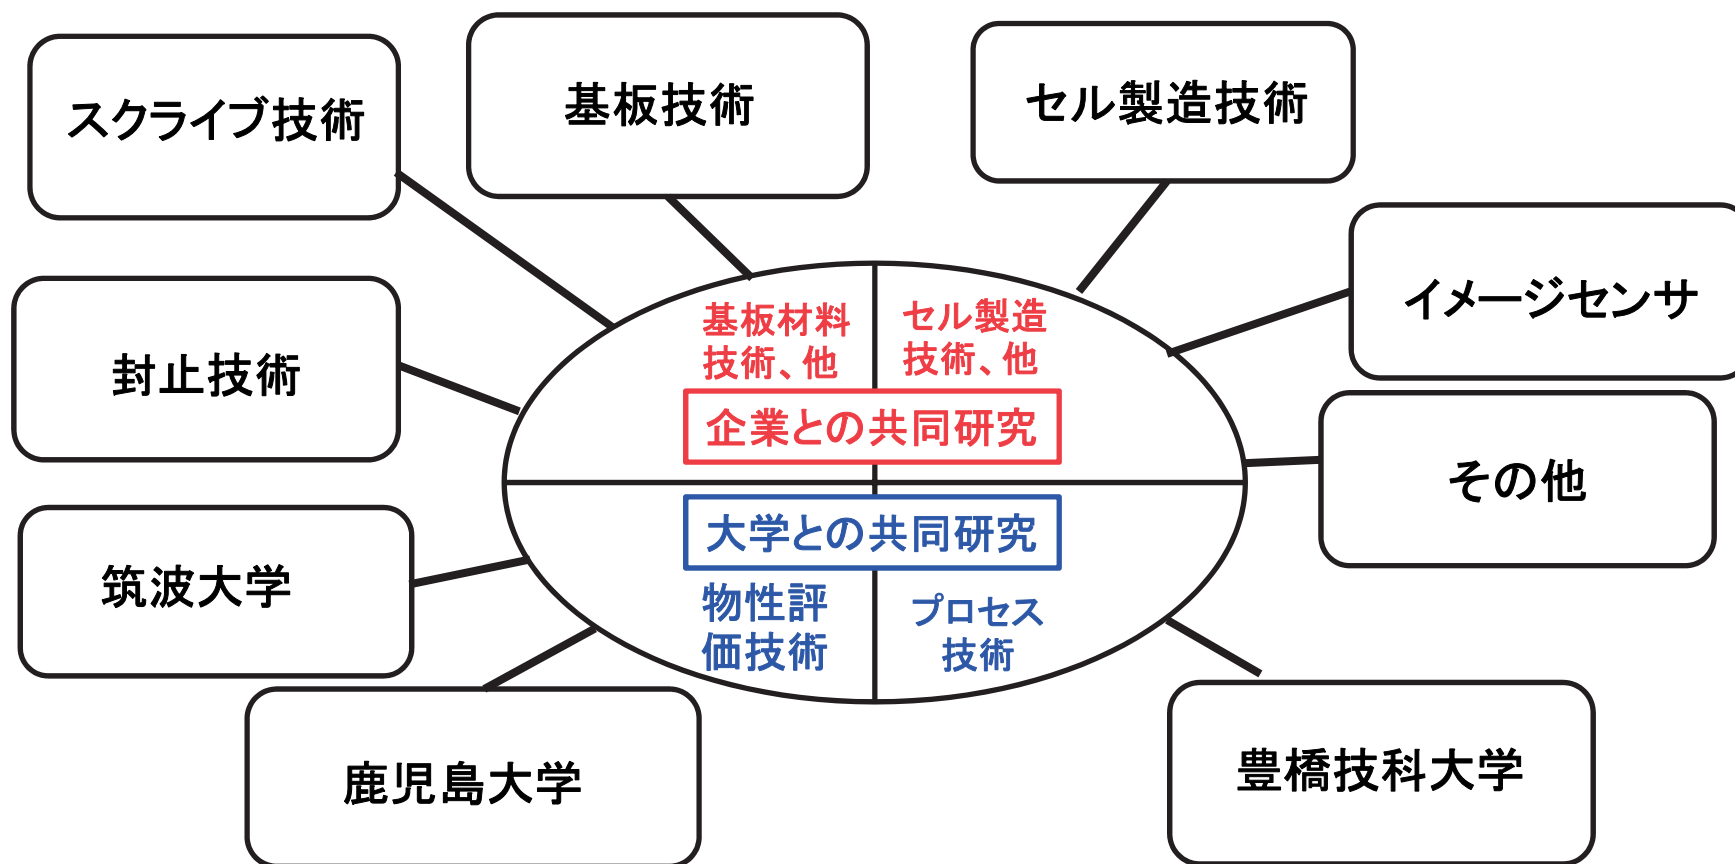 スクライブ技術
基板技術
セル製造技術
イメージセンサ
封止技術
その他
基板材料
技術、他
セル製造
技術、他
企業との共同研究
大学との共同研究
物性評
価技術
プロセス
技術
筑波大学
鹿児島大学
豊橋技科大学